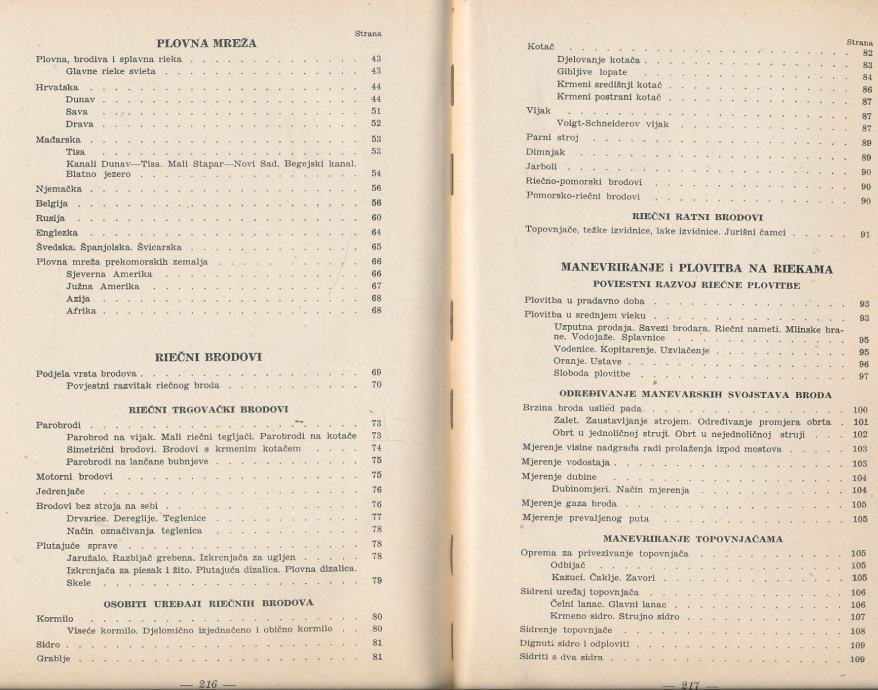 Strana
PLOVNA MREŽA
Plovna, brodiva i splavna rieka 43
Glavne rieke svieta 43
Hrvatska 44
Dunav 44
Sava 51
Drava 52
Mađarska 53
Tisa 53
Kanali Dunav—Tisa. Mali Stapar—Novi Sad. Begejski kanal.
Blatno jezero 54
Njemačka 56
Belgija 56
Rusija 60
Englezka 64
Švedska. Španjolska. Švicarska 65
Plovna mreža prekomorskih zemalja 66
Sjeverna Amerika 66
Južna Amerika 67
Azija 68
Afrika 68
RIEČNI BRODOVI
Podjela vrsta brodova 69
Povjestni razvitak riečnog broda 70
RIEČNI TRGOVAČKI BRODOVI
Parobrodi 73
Parobrod na vijak. Mali riečni tegljači. Parobrodi na kotače 73
Simetrični brodovi. Brodovi s krmenim kotačem 74
Parobrodi na lančane bubnjeve 75
Motorni brodovi 75
Jedrenjače 76
Brodovi bez stroja na sebi 76
Drvarice. Dereglije. Teglenice 77
Način označivanja teglenica 78
Plutajuće sprave 78
Jaružalo. Razbijač grebena. Izkrcnjača za ugljen 78
Izkrcnjača za piesak i žito. Plutajuća dizalica. Plovna dizalica.
Skele 79
OSOBITI UREĐAJI RIEČNIH BRODOVA
Kormilo 80
Viseće kormilo. Djelomično izjednačeno i obično kormilo 80
Sidro 81
Grablje 81
— 216 —
Strana
Kotač 82
Djelovanje kotača 83
Gibljive lopate 84
Krmeni središnji kotač 86
Krmeni postrani kotač 87
Vijak 87
Voigt-Schneiderov vijak 87
Parni stroj 89
Dimnjak 89
Jarboli 90
Riečno-pomorski brodovi 90
Pomorsko-riečni brodovi 90
RIEČNI RATNI BRODOVI
Topovnjače, težke izvidnice, lake izvidnice. Jurišni čamci 91
MANEVRIRANJE i PLOVITBA NA RIEKAMA
POVIESTNI RAZVOJ RIEČNE PLOVITBE
Plovitba u pradavno doba 93
Plovitba u srednjem vieku 93
Uzputna prodaja. Savezi brodara. Riečni nameti. Mlinske bra-
ne. Vodojaže. Splavnice 95
Vodenice. Kopitarenje. Uzvlačenje 95
Oranje. Ustave 96
Sloboda plovitbe 97
ODREĐIVANJE MANEVARSKIH SVOJSTAVA BRODA
Brzina broda uslied pada 100
Zalet. Zaustavljanje strojem. Određivanje promjera obrta 101
Obrt u jednoličnoj struji. Obrt u nejednoličnoj struji 102
Mjerenje visine nadgrađa radi prolaženja izpod mostova 103
Mjerenje vodostaja 103
Mjerenje dubine 104
Dubinomjeri. Način mjerenja 104
Mjerenje gaza broda 105
Mjerenje prevaljenog puta 105
MANEVRIRANJE TOPOVNJAČAMA
Oprema za privezivanje topovnjača 105
Odbijač 105
Kazuci. Čaklje. Zavori 105
Sidreni uređaj topovnjača 106
Čelni lanac. Glavni lanac 106
Krmeno sidro. Strujno sidro 107
Sidrenje topovnjače 108
Dignuti sidro i odploviti 109
Sidriti s dva sidra 109
— 217 —